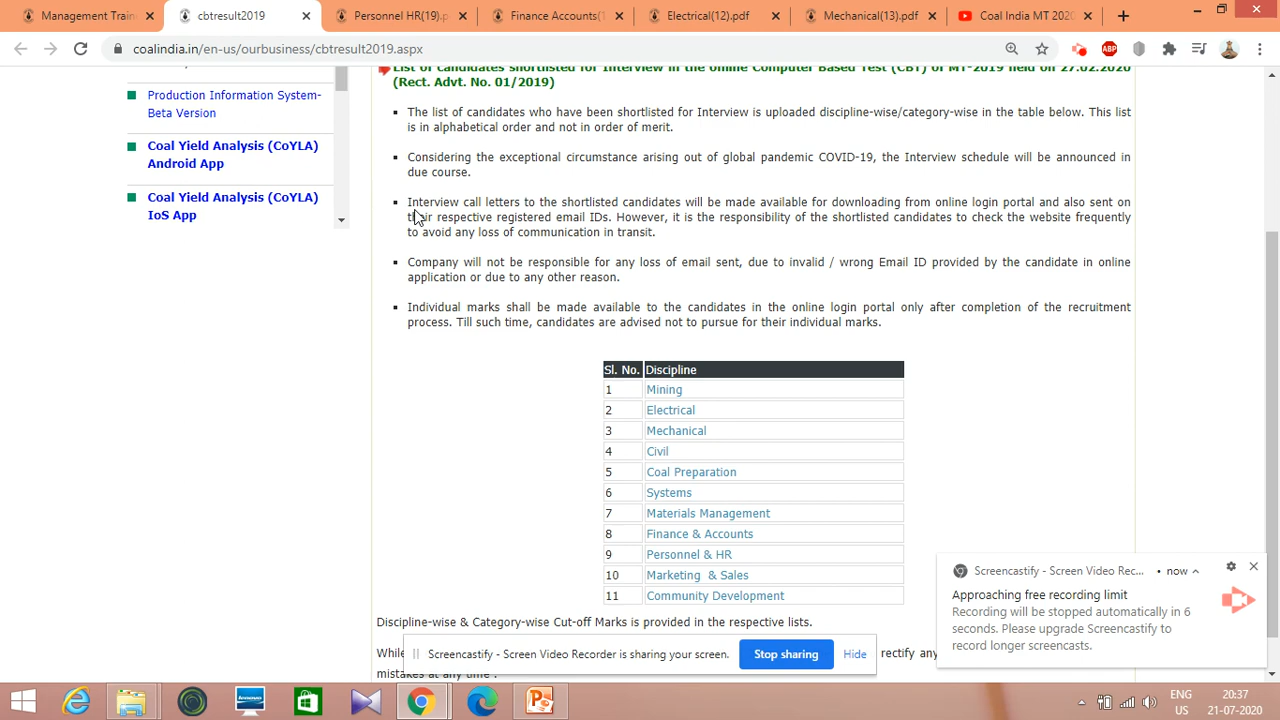 Management Train
cbtresult2019
Personnel HR(19).p
Finance Accounts(1
Electrical(12).pdf
Mechanical(13).pdf
Coal India MT 2020
coalindia.in/en-us/ourbusiness/cbtresult2019.aspx
ABP
Production Information System-
Beta Version
Coal Yield Analysis (CoYLA)
Android App
Coal Yield Analysis (CoYLA)
IoS App
List of candidates shortlisted for Interview in the online Computer Based Test (CBT) of MT-2019 held on 27.02.2020
(Rect. Advt. No. 01/2019)
The list of candidates who have been shortlisted for Interview is uploaded discipline-wise/category-wise in the table below. This list
is in alphabetical order and not in order of merit.
Considering the exceptional circumstance arising out of global pandemic COVID-19, the Interview schedule will be announced in
due course.
Interview call letters to the shortlisted candidates will be made available for downloading from online login portal and also sent on
their respective registered email IDs. However, it is the responsibility of the shortlisted candidates to check the website frequently
to avoid any loss of communication in transit.
Company will not be responsible for any loss of email sent, due to invalid / wrong Email ID provided by the candidate in online
application or due to any other reason.
Individual marks shall be made available to the candidates in the online login portal only after completion of the recruitment
process. Till such time, candidates are advised not to pursue for their individual marks.
Sl. No. Discipline
1 Mining
2 Electrical
3 Mechanical
4 Civil
5 Coal Preparation
6 Systems
7 Materials Management
8 Finance & Accounts
9 Personnel & HR
10 Marketing & Sales
11 Community Development
Discipline-wise & Category-wise Cut-off Marks is provided in the respective lists.
While rectify any
mistakes at any time .
Screencastify - Screen Video Recorder is sharing your screen.
Stop sharing
Hide
Screencastify - Screen Video Rec... • now
Approaching free recording limit
Recording will be stopped automatically in 6
seconds. Please upgrade Screencastify to
record longer screencasts.
ENG
US
20:37
21-07-2020